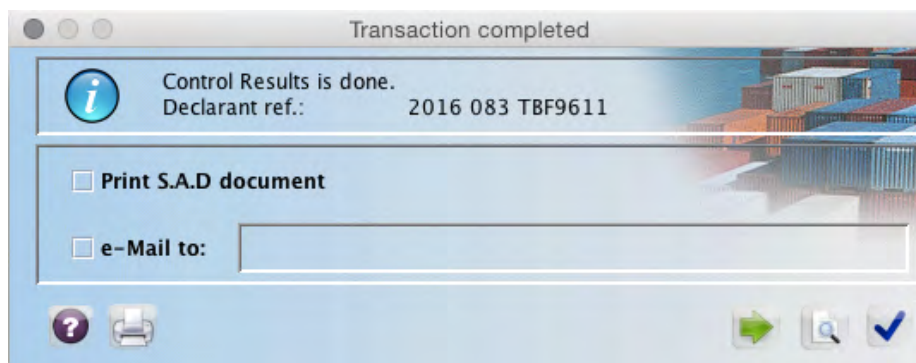 Transaction completed
Control Results is done.
Declarant ref.: 2016 083 TBF9611
Print S.A.D document
e-Mail to: